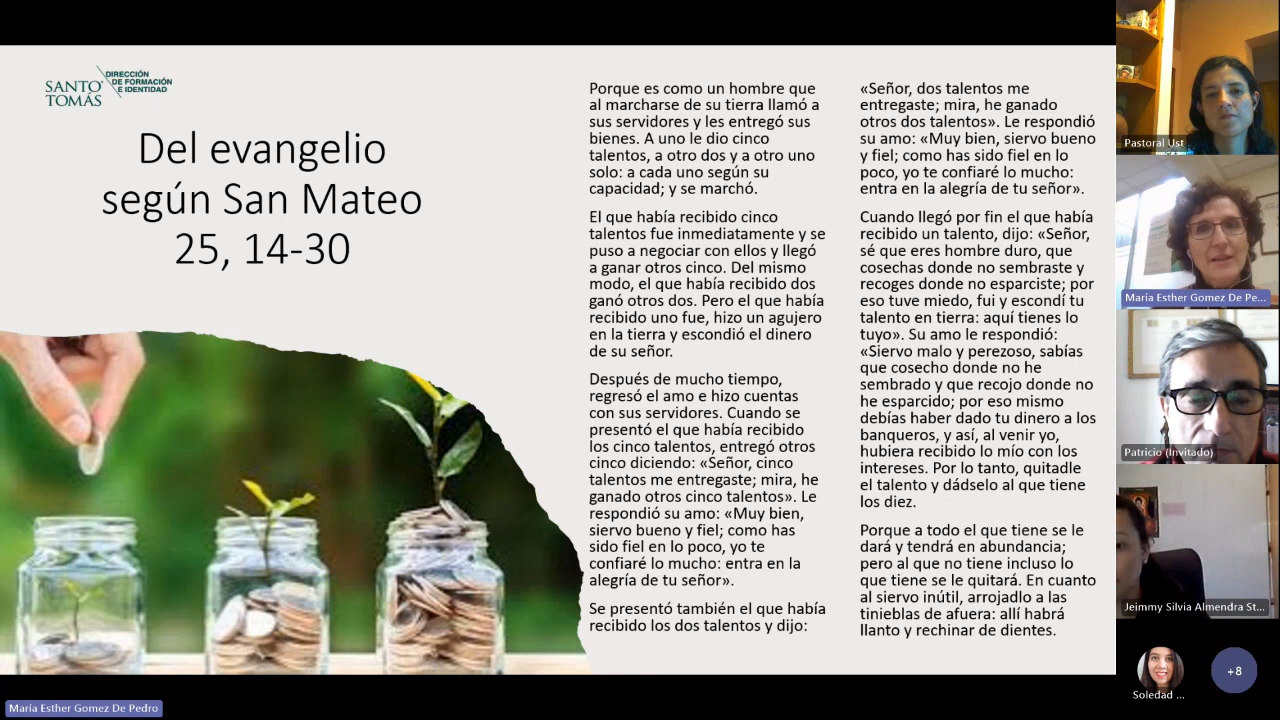 SANTO TOMÁS
DIRECCIÓN
DE FORMACIÓN
E IDENTIDAD
Del evangelio
según San Mateo
25, 14-30
Porque es como un hombre que
al marcharse de su tierra llamó a
sus servidores y les entregó sus
bienes. A uno le dio cinco
talentos, a otro dos y a otro uno
solo: a cada uno según su
capacidad; y se marchó.
El que había recibido cinco
talentos fue inmediatamente y se
puso a negociar con ellos y llegó
a ganar otros cinco. Del mismo
modo, el que había recibido dos
ganó otros dos. Pero el que había
recibido uno fue, hizo un agujero
en la tierra y escondió el dinero
de su señor.
Después de mucho tiempo,
regresó el amo e hizo cuentas
con sus servidores. Cuando se
presentó el que había recibido
los cinco talentos, entregó otros
cinco diciendo: «Señor, cinco
talentos me entregaste; mira, he
ganado otros cinco talentos». Le
respondió su amo: «Muy bien,
siervo bueno y fiel; como has
sido fiel en lo poco, yo te
confiaré lo mucho: entra en la
alegría de tu señor».
Se presentó también el que había
recibido los dos talentos y dijo:
«Señor, dos talentos me
entregaste; mira, he ganado
otros dos talentos». Le respondió
su amo: «Muy bien, siervo bueno
y fiel; como has sido fiel en lo
poco, yo te confiaré lo mucho:
entra en la alegría de tu señor».
Cuando llegó por fin el que había
recibido un talento, dijo: «Señor,
sé que eres hombre duro, que
cosechas donde no sembraste y
recoges donde no esparciste; por
eso tuve miedo, fui y escondí tu
talento en tierra: aquí tienes lo
tuyo». Su amo le respondió:
«Siervo malo y perezoso, sabías
que cosecho donde no he
sembrado y que recojo donde no
he esparcido; por eso mismo
debías haber dado tu dinero a los
banqueros, y así, al venir yo,
hubiera recibido lo mío con los
intereses. Por lo tanto, quitadle
el talento y dádselo al que tiene
los diez.
Porque a todo el que tiene se le
dará y tendrá en abundancia;
pero al que no tiene incluso lo
que tiene se le quitará. En cuanto
al siervo inútil, arrojadlo a las
tinieblas de afuera: allí habrá
llanto y rechinar de dientes.
Pastoral Ust
María Esther Gomez De Pe...
Patricio (Invitado)
Jeimmy Silvia Almendra St...
Soledad ...
+8
María Esther Gomez De Pedro